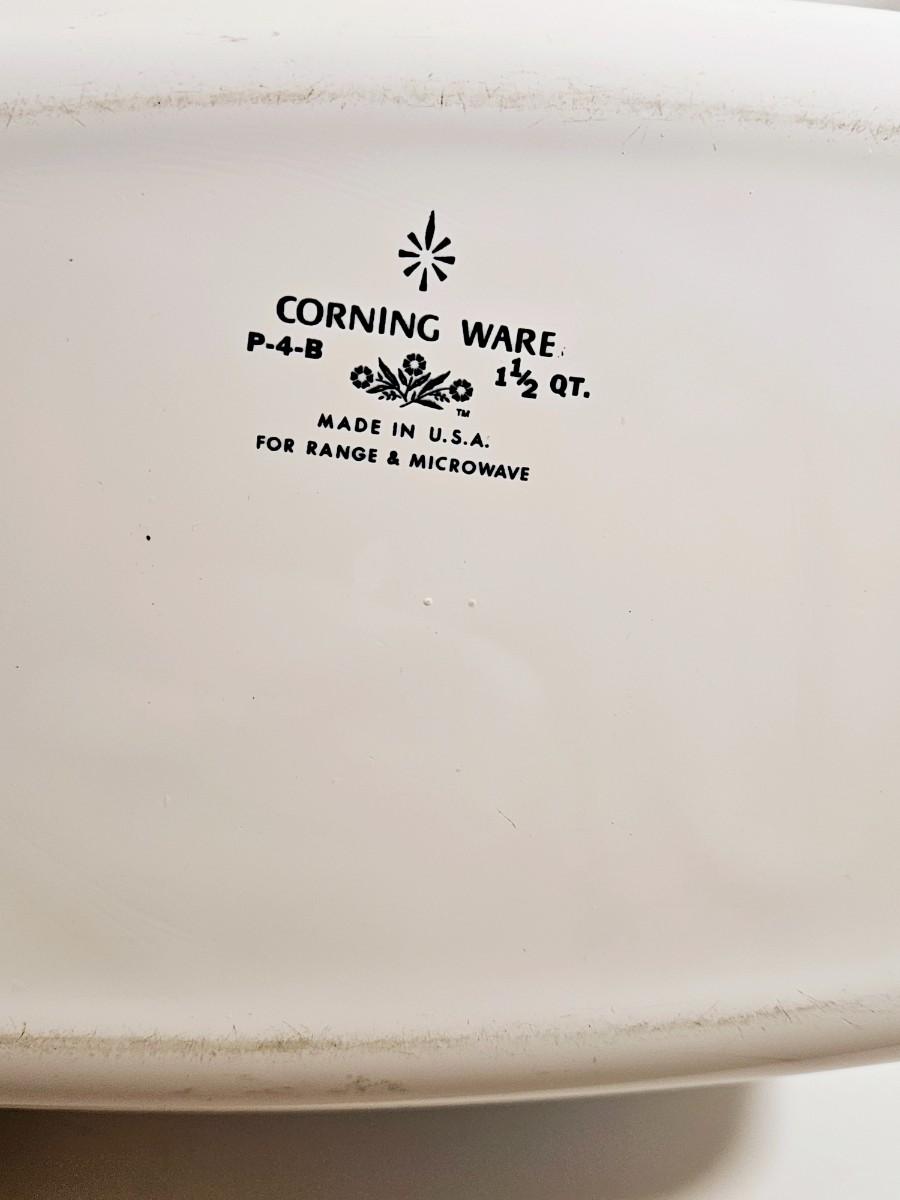 CORNING WARE
P-4-B 1½ QT.
TM
MADE IN U.S.A.
FOR RANGE & MICROWAVE